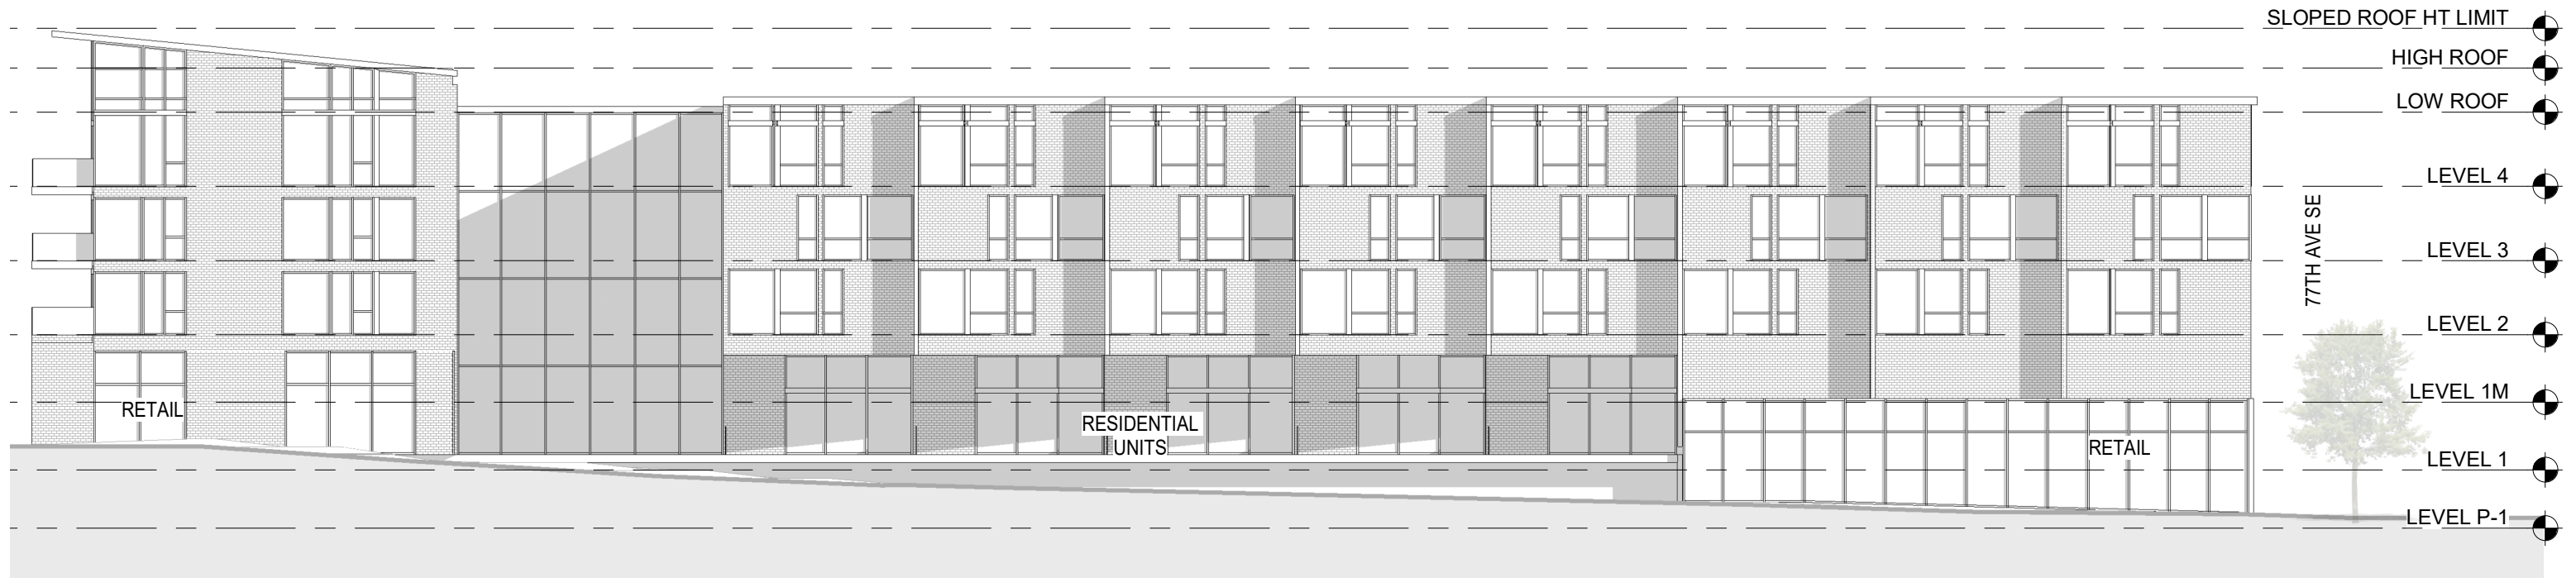 SLOPED ROOF HT LIMIT
HIGH ROOF
LOW ROOF
LEVEL 4
77TH AVE SE
LEVEL 3
LEVEL 2
LEVEL 1M
RETAIL
RESIDENTIAL
UNITS
RETAIL
LEVEL 1
LEVEL P-1